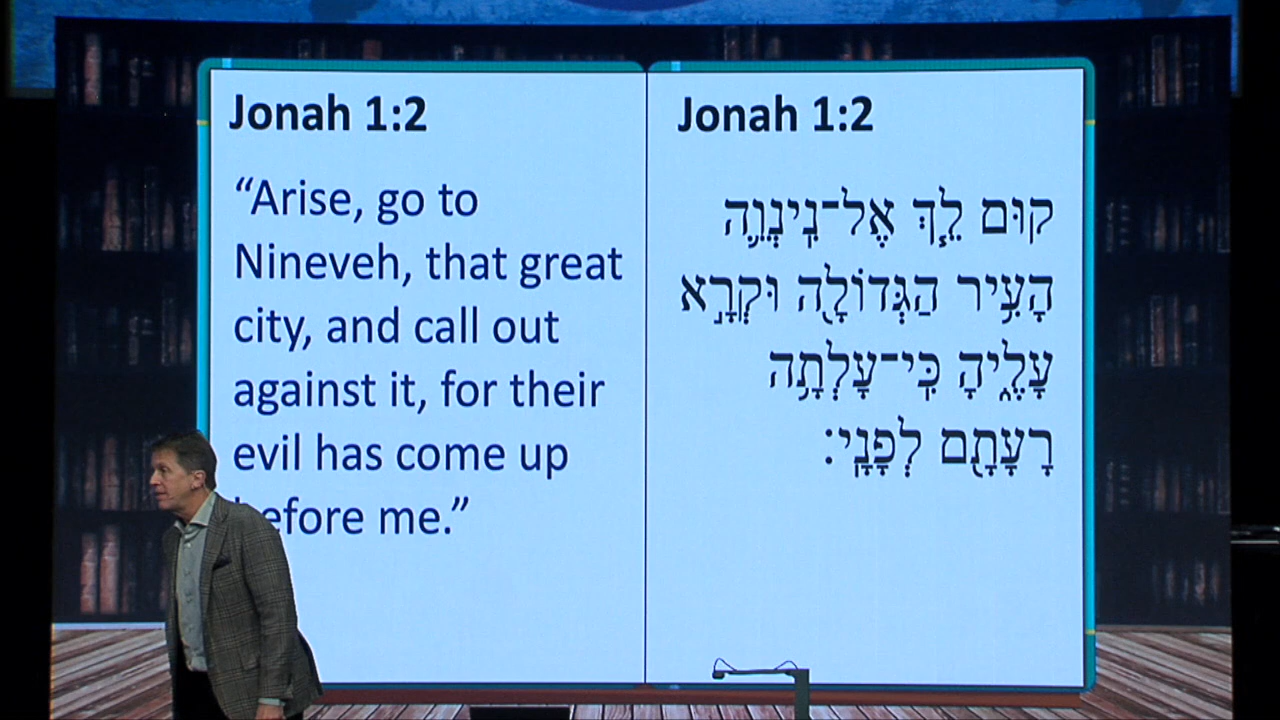 Jonah 1:2
“Arise, go to
Nineveh, that great
city, and call out
against it, for their
evil has come up
before me.”
Jonah 1:2
קוּם לֵ֧ךְ אֶל־נִֽינְוֵ֛ה
הָעִ֥יר הַגְּדוֹלָ֖ה וּקְרָ֣א
עָלֶ֑יהָ כִּֽי־עָלְתָ֥ה
רָעָתָ֖ם לְפָנָֽי׃